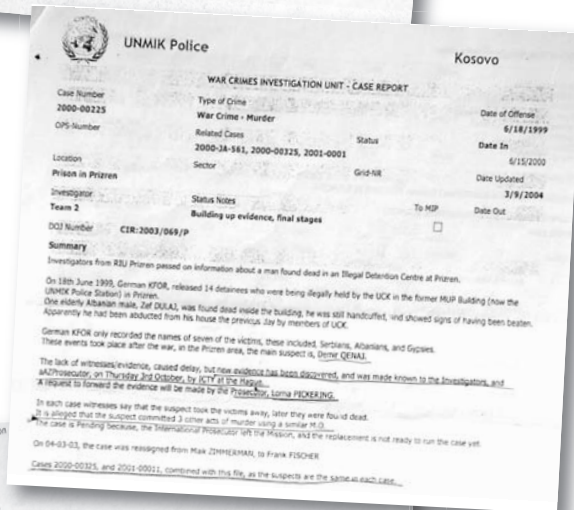 UNMIK Police
Kosovo
WAR CRIMES INVESTIGATION UNIT - CASE REPORT
Case Number
2000-00225
Type of Crime
War Crime - Murder
Date of Offense
6/18/1999
OPS-Number
Related Cases
2000-JA-561, 2000-00325, 2001-0001
Status
Date In
6/15/2000
Location
Prison in Prizren
Sector
Grid-NR
Date Updated
3/9/2004
Investigator
Team 2
Status Notes
Building up evidence, final stages
To MIP
Date Out
DOJ Number CIR:2003/069/P
Summary
Investigators from RIU Prizren passed on information about a man found dead in an Illegal Detention Centre at Prizren.
On 18th June 1999, German KFOR, released 14 detainees who were being illegally held by the UCK in the former MUP Building (now the
UNMIK Police Station) in Prizren.
One elderly Albanian male, Zef DULAJ, was found dead inside the building, he was still handcuffed, and showed signs of having been beaten.
Apparently he had been abducted from his house the previous day by members of UCK.
German KFOR only recorded the names of seven of the victims, these included, Serbians, Albanians, and Gypsies.
These events took place after the war, in the Prizren area, the main suspect is, Deme QENAJ.
The lack of witnesses/evidence, caused delay, but new evidence has been discovered, and was made known to the Investigators, and
aAZProsecutor, on Thursday 3rd October, by ICTY at the Hague.
A request to forward the evidence will be made by the Prosecutor, Lorna PICKERING.
In each case witnesses say that the suspect took the victims away, later they were found dead.
It is alleged that the suspect committed 3 other acts of murder using a similar M.O.
The case is Pending because, the International Prosecutor left the Mission, and the replacement is not ready to run the case yet.
On 04-03-03, the case was reassigned from Maik ZIMMERMAN, to Frank FISCHER
Cases 2000-00325, and 2001-00011, combined with this file, as the suspects are the same in each case.